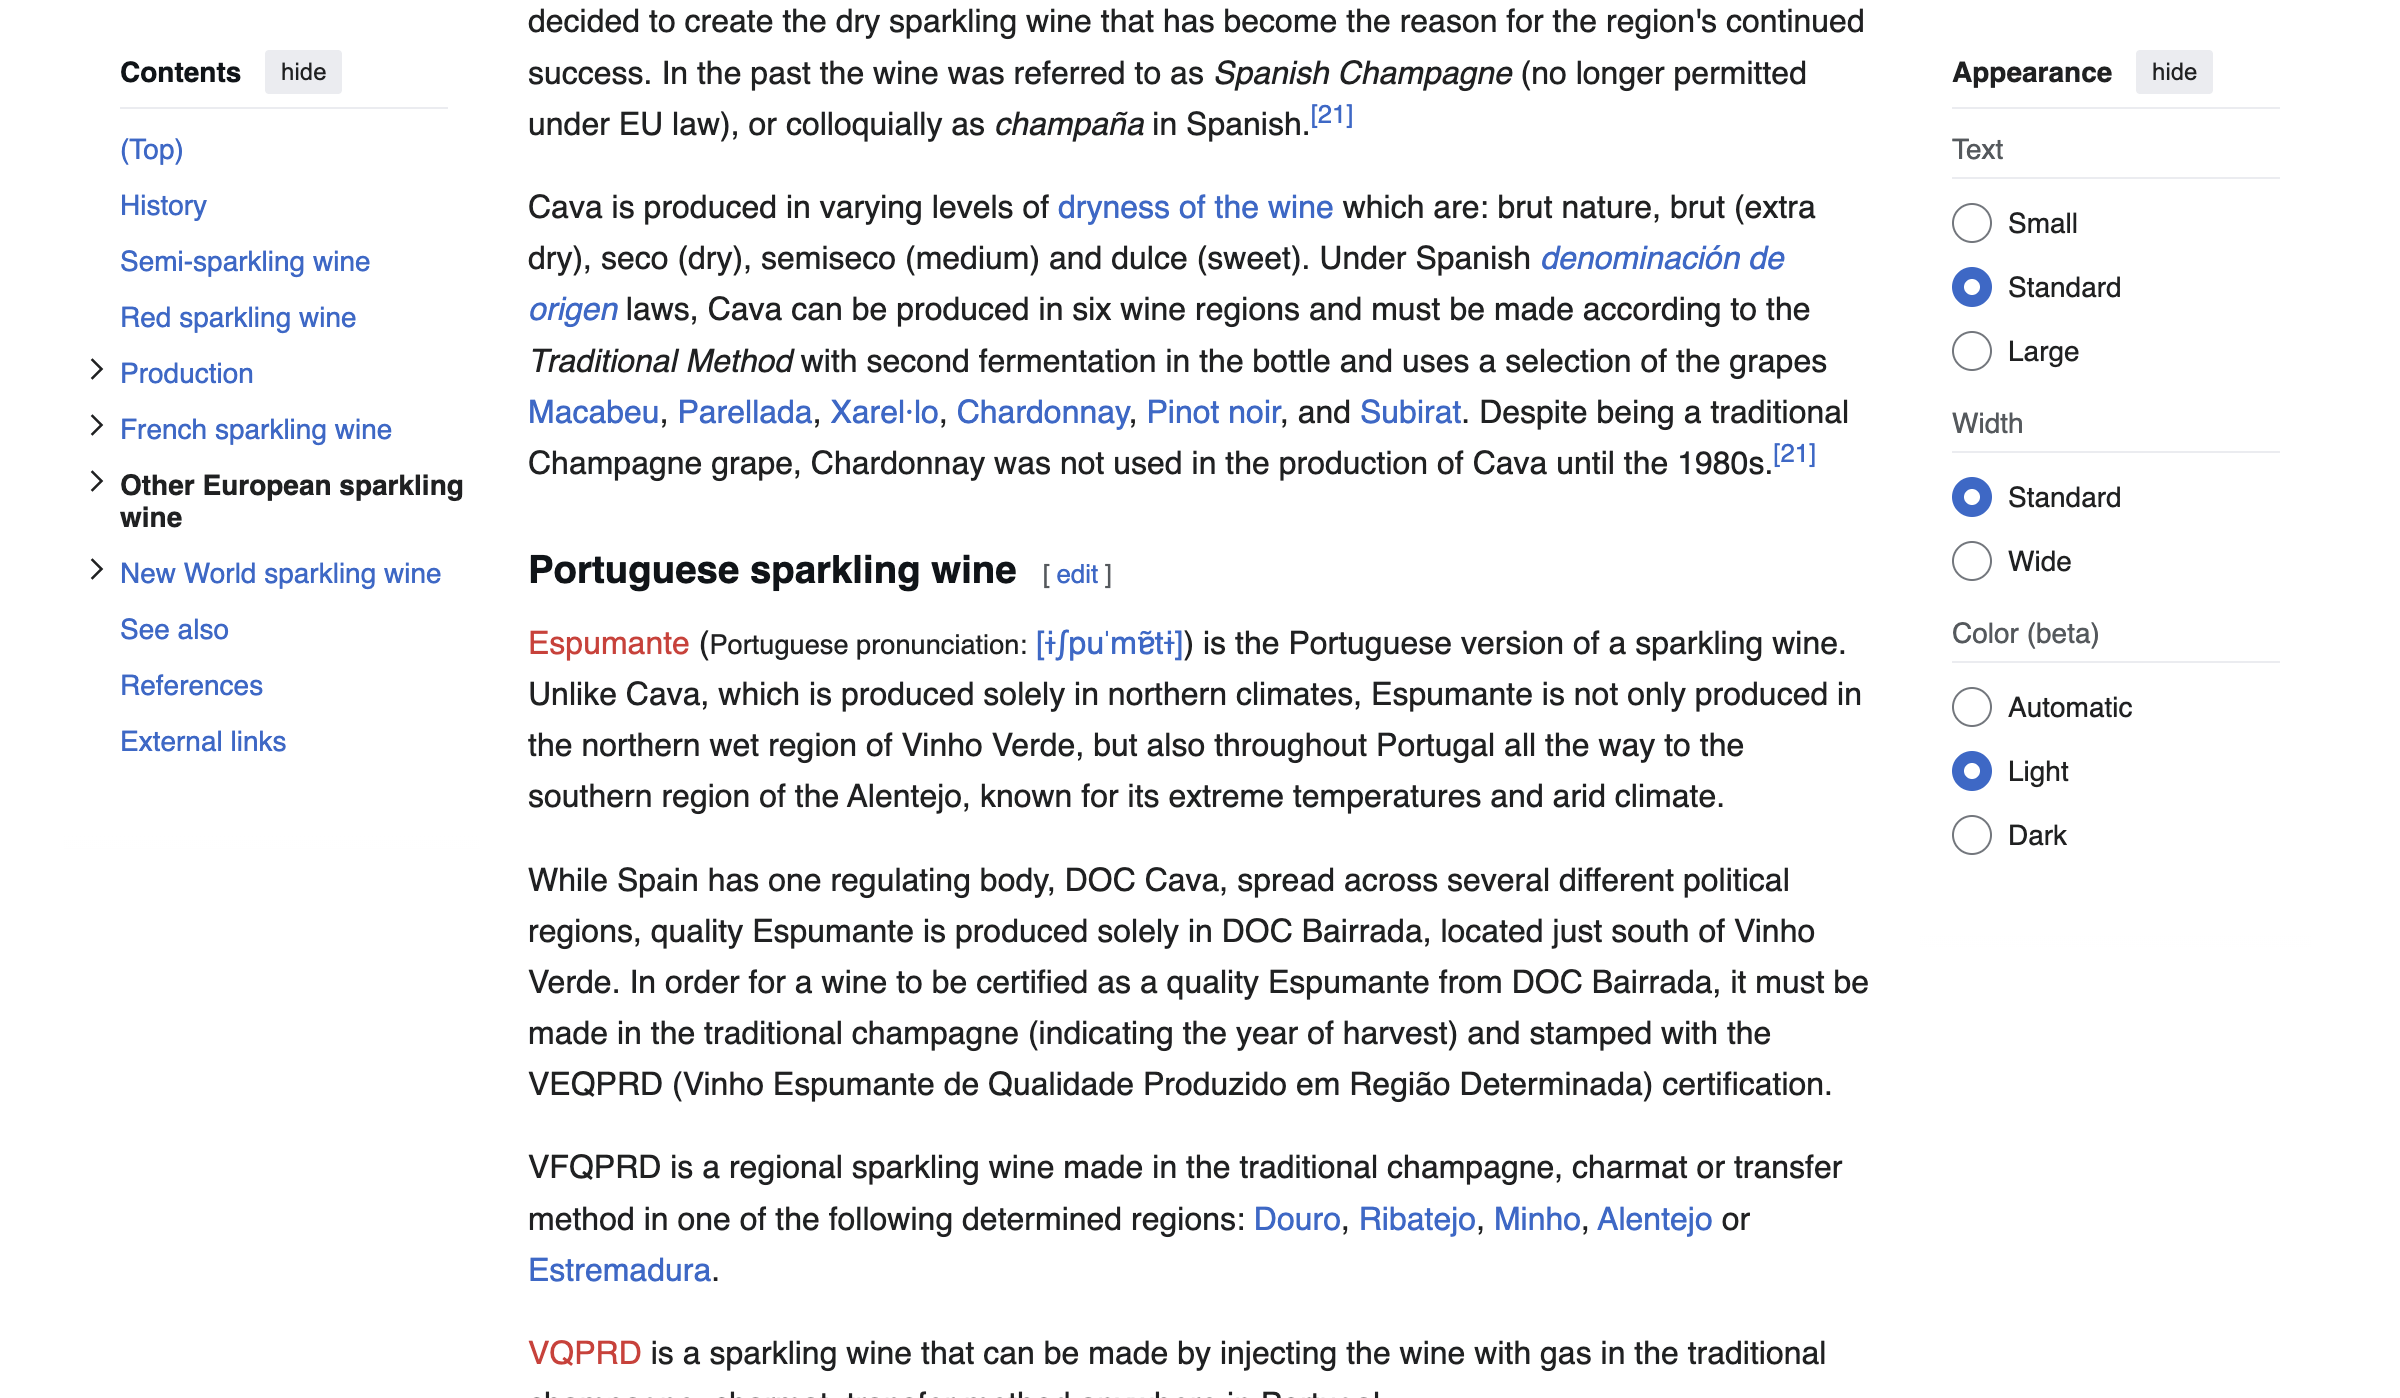 Contents hide
(Top)
History
Semi-sparkling wine
Red sparkling wine
Production
French sparkling wine
Other European sparkling
wine
New World sparkling wine
See also
References
External links
decided to create the dry sparkling wine that has become the reason for the region's continued
success. In the past the wine was referred to as Spanish Champagne (no longer permitted
under EU law), or colloquially as champaña in Spanish.[21]
Cava is produced in varying levels of dryness of the wine which are: brut nature, brut (extra
dry), seco (dry), semiseco (medium) and dulce (sweet). Under Spanish denominación de
origen laws, Cava can be produced in six wine regions and must be made according to the
Traditional Method with second fermentation in the bottle and uses a selection of the grapes
Macabeu, Parellada, Xarel·lo, Chardonnay, Pinot noir, and Subirat. Despite being a traditional
Champagne grape, Chardonnay was not used in the production of Cava until the 1980s.[21]
Portuguese sparkling wine [ edit ]
Espumante (Portuguese pronunciation: [ɨʃpuˈmɐ̃tɨ]) is the Portuguese version of a sparkling wine.
Unlike Cava, which is produced solely in northern climates, Espumante is not only produced in
the northern wet region of Vinho Verde, but also throughout Portugal all the way to the
southern region of the Alentejo, known for its extreme temperatures and arid climate.
While Spain has one regulating body, DOC Cava, spread across several different political
regions, quality Espumante is produced solely in DOC Bairrada, located just south of Vinho
Verde. In order for a wine to be certified as a quality Espumante from DOC Bairrada, it must be
made in the traditional champagne (indicating the year of harvest) and stamped with the
VEQPRD (Vinho Espumante de Qualidade Produzido em Região Determinada) certification.
VFQPRD is a regional sparkling wine made in the traditional champagne, charmat or transfer
method in one of the following determined regions: Douro, Ribatejo, Minho, Alentejo or
Estremadura.
VQPRD is a sparkling wine that can be made by injecting the wine with gas in the traditional
Appearance hide
Text
Small
Standard
Large
Width
Standard
Wide
Color (beta)
Automatic
Light
Dark